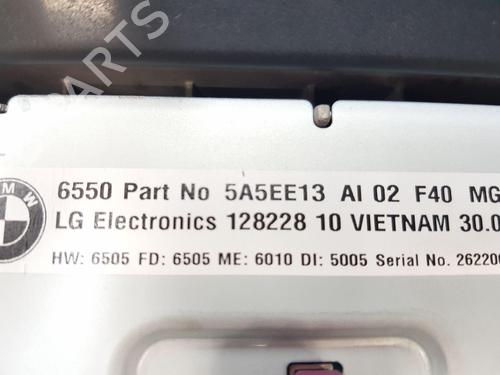 PARTS
6550 Part No 5A5EE13 AI 02 F40 MG
LG Electronics 128228 10 VIETNAM 30.0
HW: 6505 FD: 6505 ME: 6010 DI: 5005 Serial No. 262200